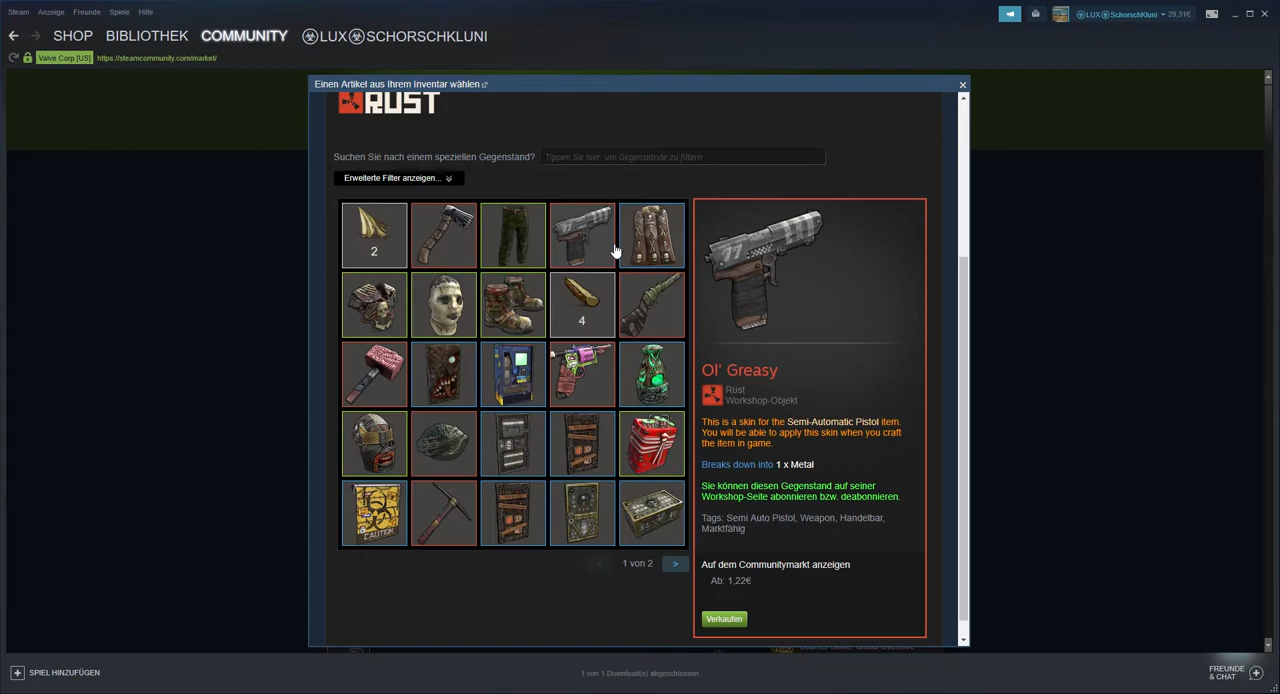 Steam Anzeige Freunde Spiele Hilfe
☣LUX☣SchorschKluni 29,31€
SHOP BIBLIOTHEK COMMUNITY ☣LUX☣SCHORSCHKLUNI
Valve Corp [US] https://steamcommunity.com/market/
Einen Artikel aus Ihrem Inventar wählen
RUST
Suchen Sie nach einem speziellen Gegenstand? Tippen Sie hier, um Gegenstände zu filtern
Erweiterte Filter anzeigen...
2
4
CAUTION
1 von 2 >
77
Ol' Greasy
Rust
Workshop-Objekt
This is a skin for the Semi-Automatic Pistol item.
You will be able to apply this skin when you craft
the item in game.
Breaks down into 1 x Metal
Sie können diesen Gegenstand auf seiner
Workshop-Seite abonnieren bzw. deabonnieren.
Tags: Semi Auto Pistol, Weapon, Handelbar,
Marktfähig
Auf dem Communitymarkt anzeigen
Ab: 1,22€
Verkaufen
SPIEL HINZUFÜGEN
1 von 1 Download(s) abgeschlossen
FREUNDE
& CHAT